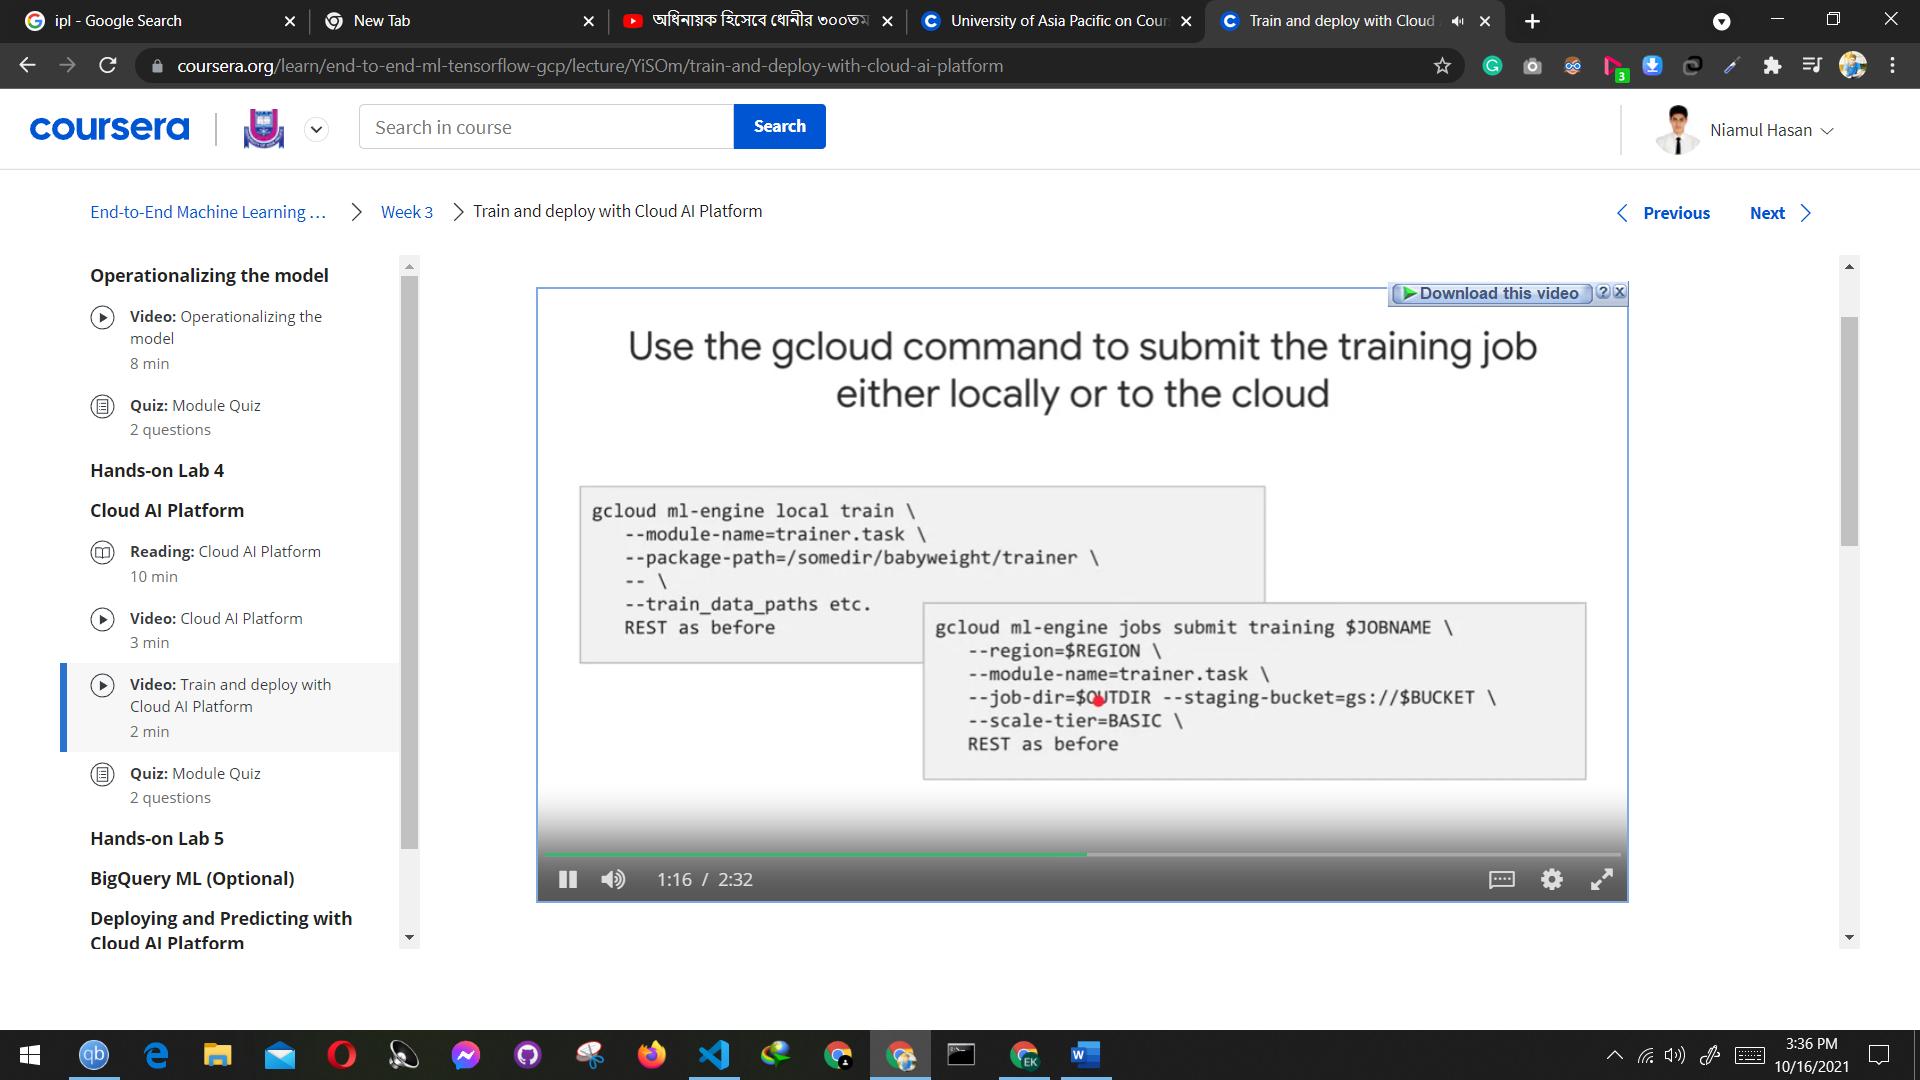 ipl - Google Search
New Tab
অধিনায়ক হিসেবে ধোনীর ৩০০তম
University of Asia Pacific on Cour
Train and deploy with Cloud
coursera.org/learn/end-to-end-ml-tensorflow-gcp/lecture/YiSOm/train-and-deploy-with-cloud-ai-platform
3
coursera
Search in course
Search
Niamul Hasan
End-to-End Machine Learning …
Week 3
Train and deploy with Cloud AI Platform
Previous
Next
Operationalizing the model
Video: Operationalizing the
model
8 min
Quiz: Module Quiz
2 questions
Hands-on Lab 4
Cloud AI Platform
Reading: Cloud AI Platform
10 min
Video: Cloud AI Platform
3 min
Video: Train and deploy with
Cloud AI Platform
2 min
Quiz: Module Quiz
2 questions
Hands-on Lab 5
BigQuery ML (Optional)
Deploying and Predicting with
Cloud AI Platform
Download this video
Use the gcloud command to submit the training job
either locally or to the cloud
gcloud ml-engine local train \
--module-name=trainer.task \
--package-path=/somedir/babyweight/trainer \
-- \
--train_data_paths etc.
REST as before
gcloud ml-engine jobs submit training $JOBNAME \
--region=$REGION \
--module-name=trainer.task \
--job-dir=$OUTDIR --staging-bucket=gs://$BUCKET \
--scale-tier=BASIC \
REST as before
1:16 / 2:32
qb
EK
3:36 PM
10/16/2021